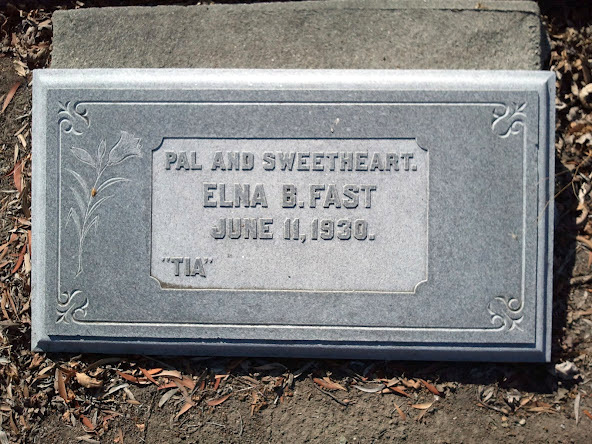 PAL AND SWEETHEART.
ELNA B. FAST
JUNE 11, 1930.
"TIA"